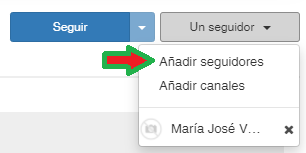 Seguir
Un seguidor
Añadir seguidores
Añadir canales
María José V...